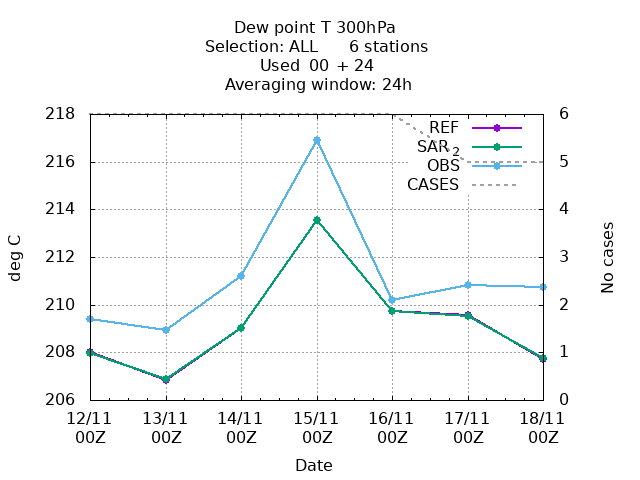 Dew point T 300hPa
Selection: ALL      6 stations
Used  00  + 24
Averaging window: 24h
218
216
214
212
210
208
206
deg C
6
5
4
3
2
1
0
No cases
REF
SAR 2
OBS
CASES
12/11 13/11 14/11 15/11 16/11 17/11 18/11
00Z 00Z 00Z 00Z 00Z 00Z 00Z
Date